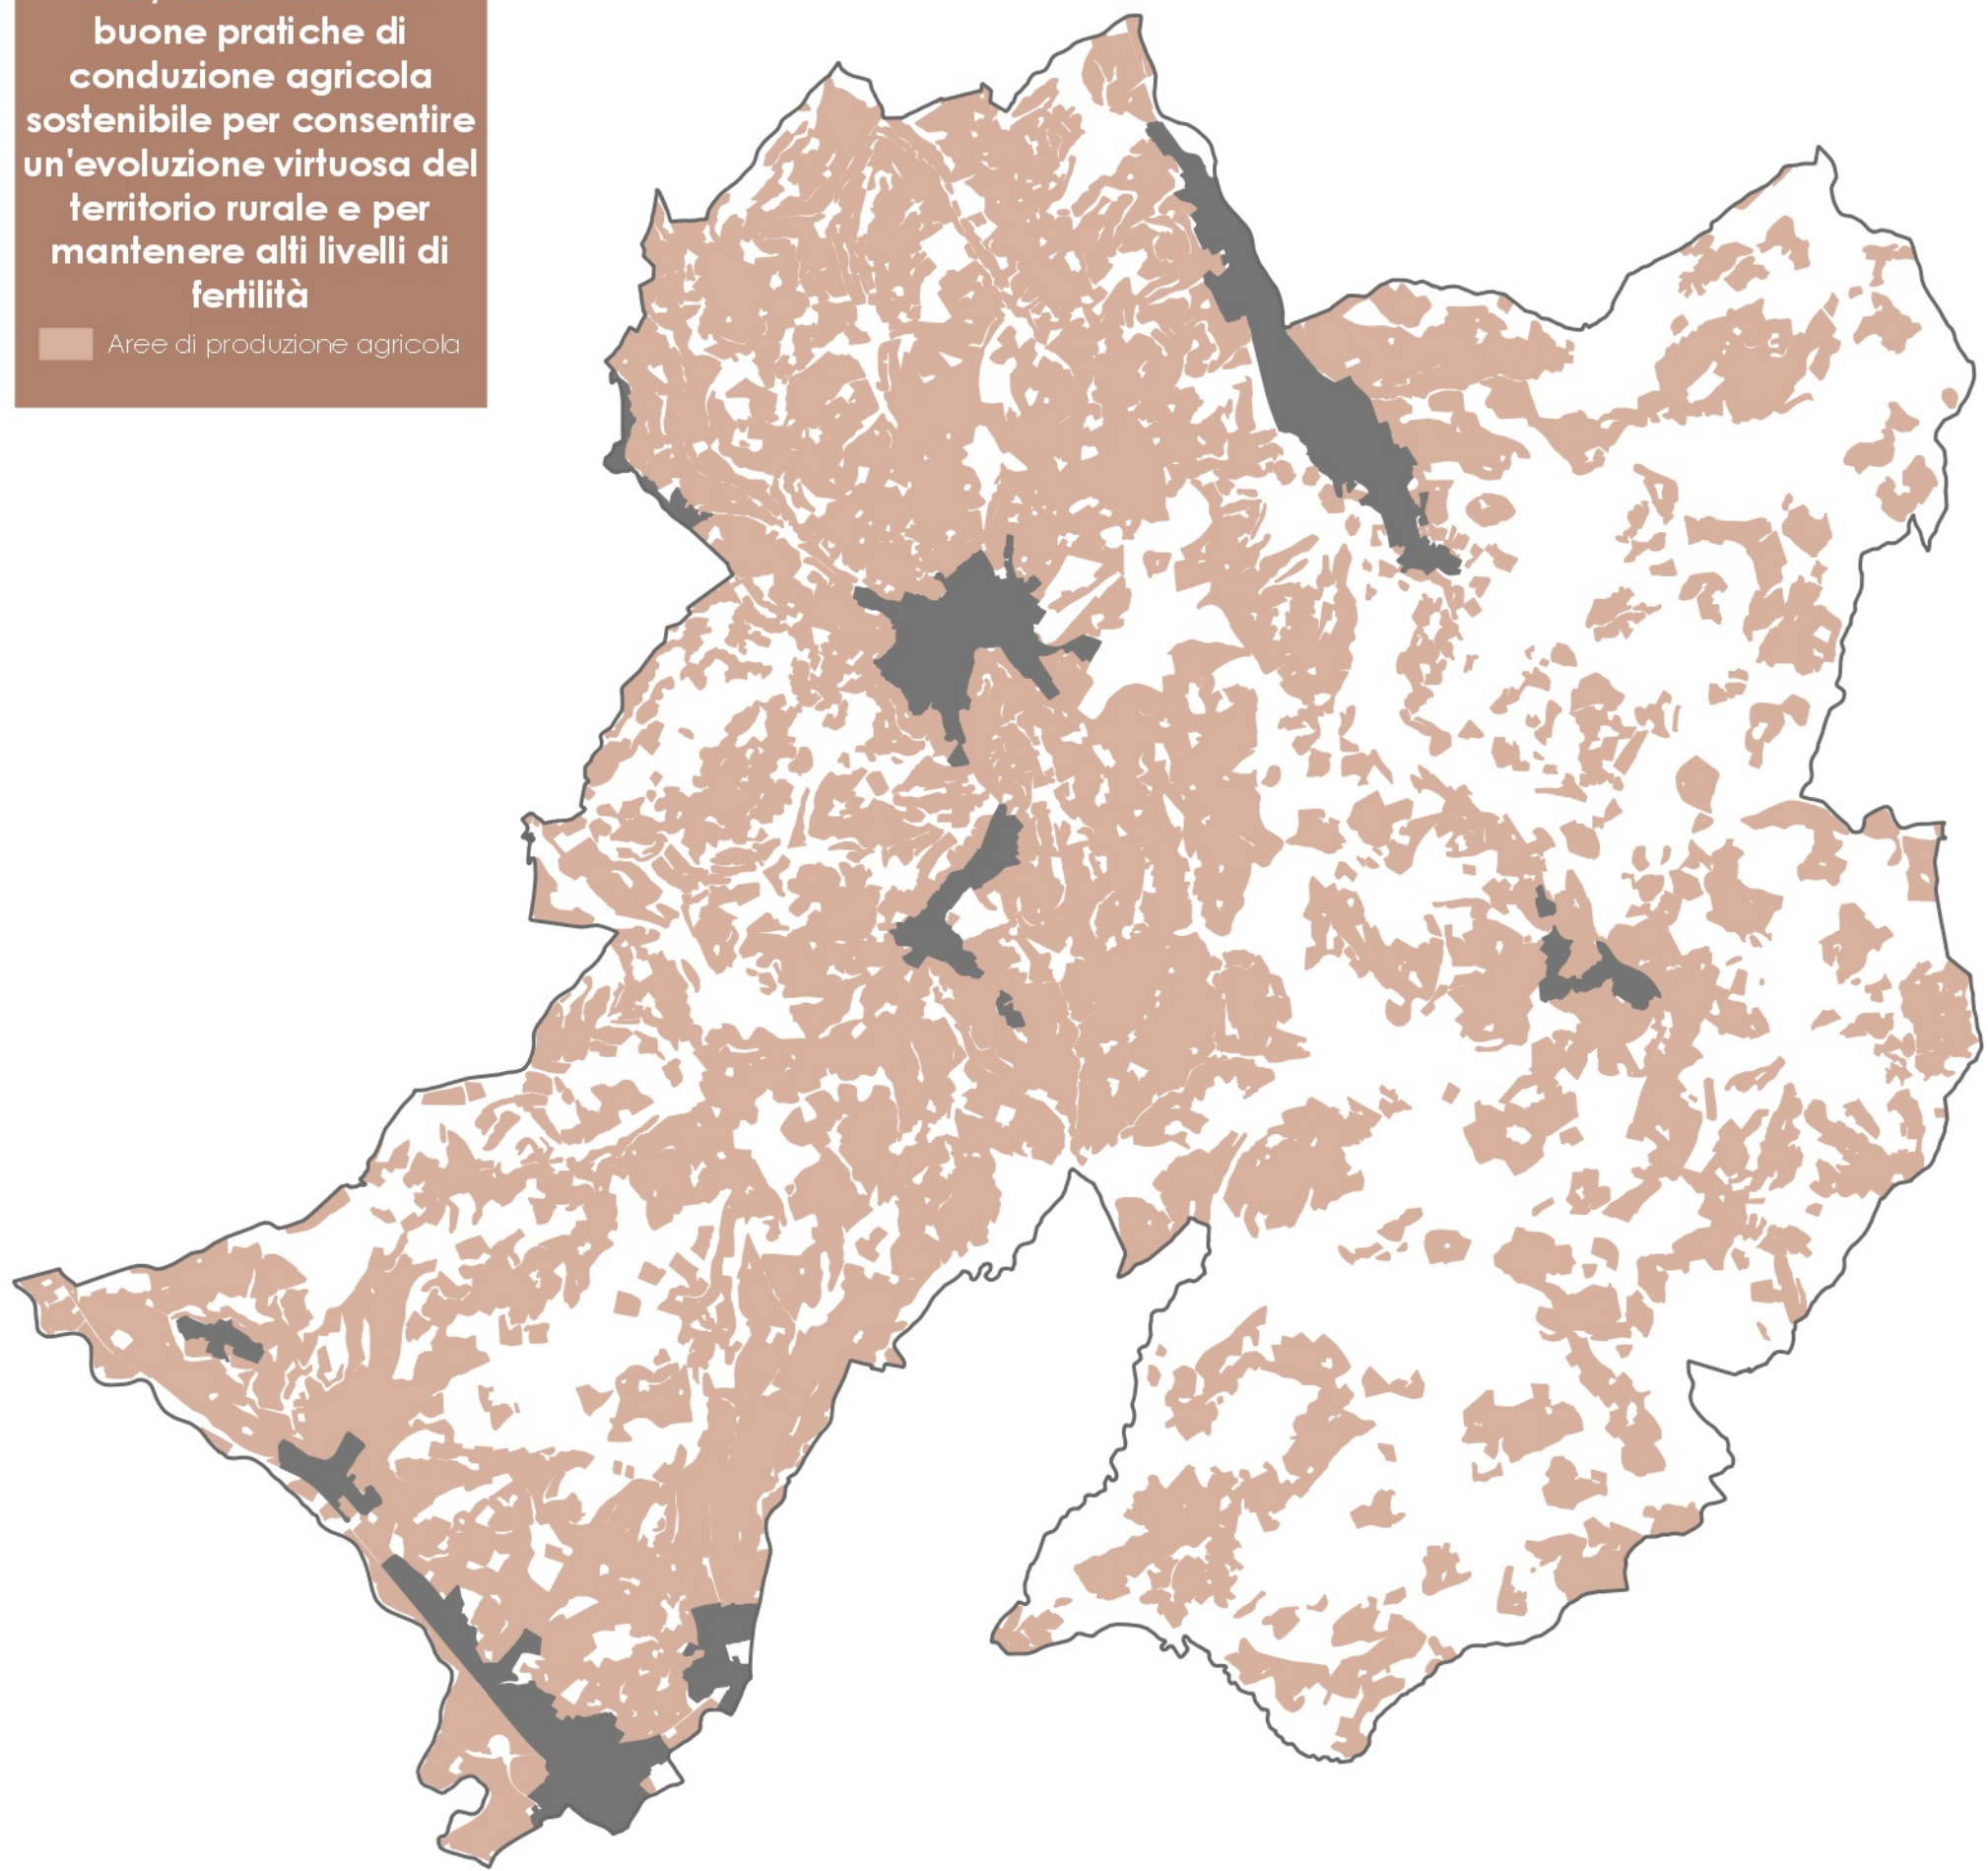 buone pratiche di
conduzione agricola
sostenibile per consentire
un'evoluzione virtuosa del
territorio rurale e per
mantenere alti livelli di
fertilità
Aree di produzione agricola